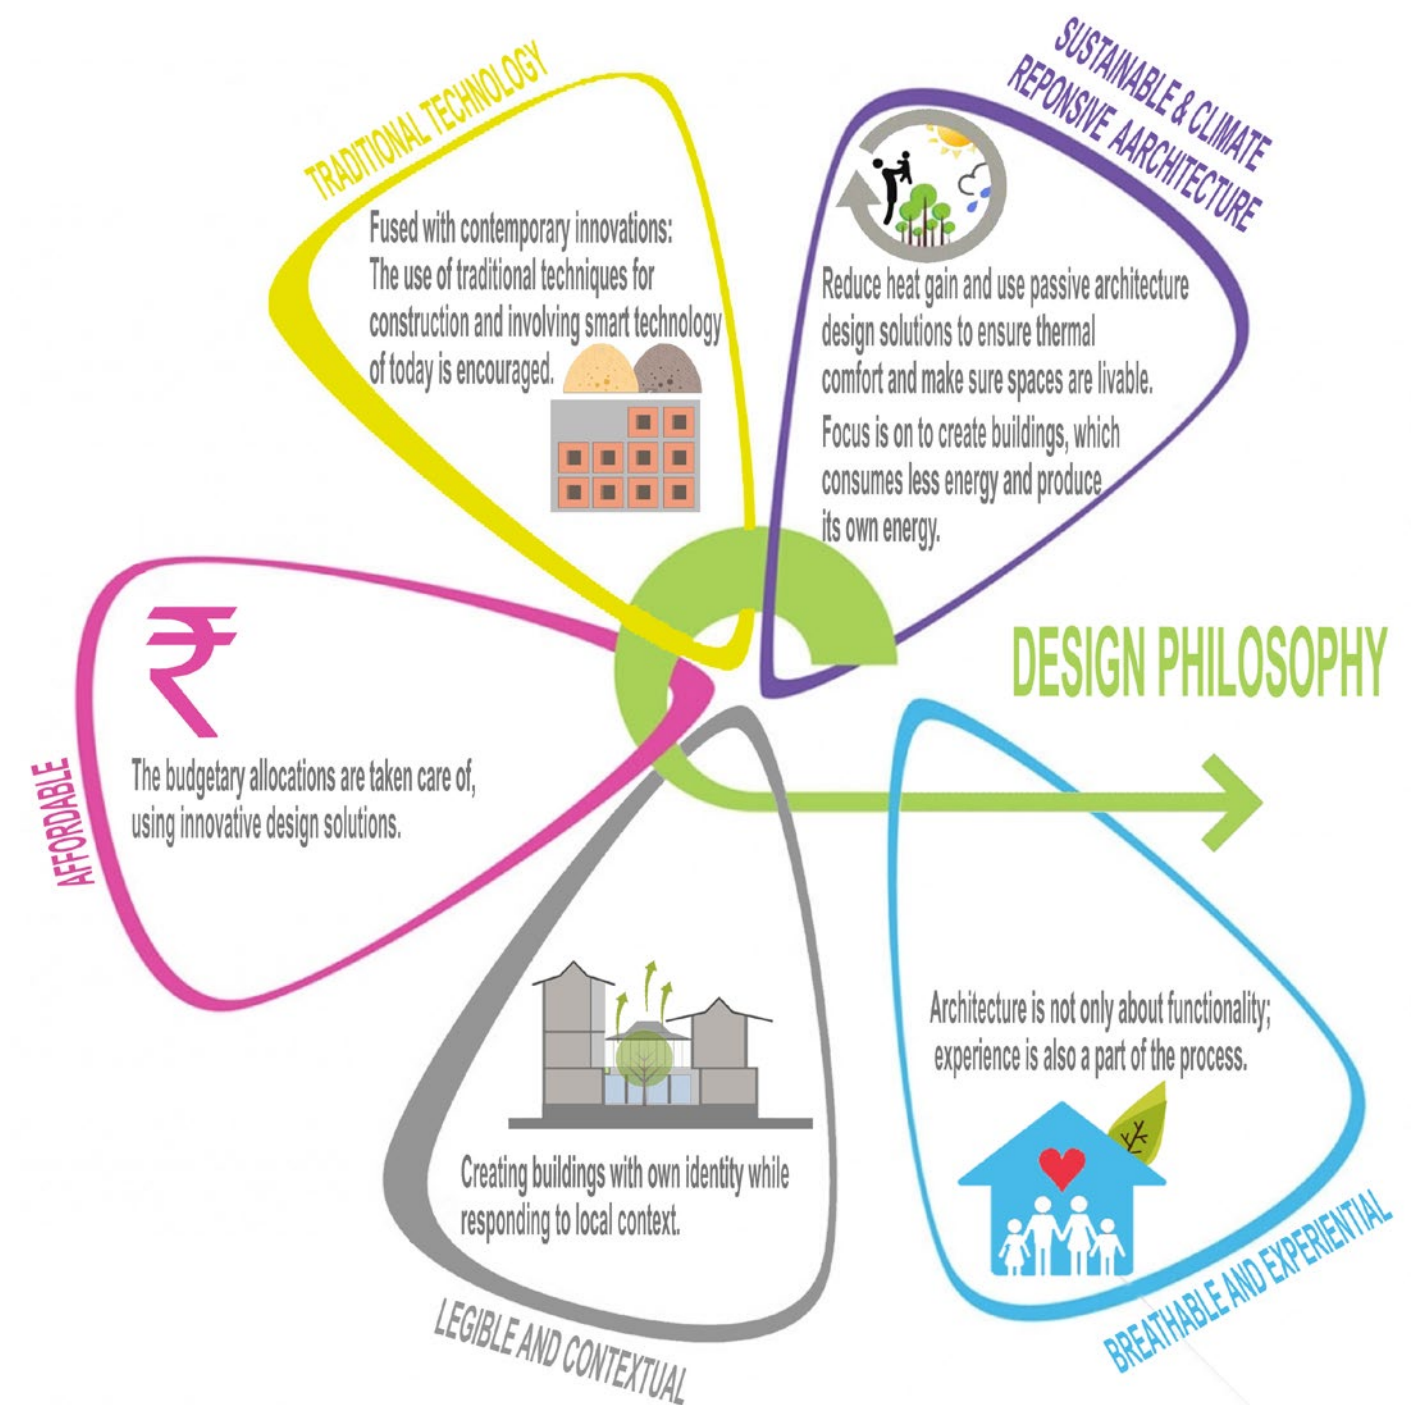 TRADITIONAL TECHNOLOGY
Fused with contemporary innovations:
The use of traditional techniques for
construction and involving smart technology
of today is encouraged.
SUSTAINABLE & CLIMATE
REPONSIVE AARCHITECTURE
Reduce heat gain and use passive architecture
design solutions to ensure thermal
comfort and make sure spaces are livable.
Focus is on to create buildings, which
consumes less energy and produce
its own energy.
DESIGN PHILOSOPHY
AFFORDABLE
₹
The budgetary allocations are taken care of,
using innovative design solutions.
LEGIBLE AND CONTEXTUAL
Creating buildings with own identity while
responding to local context.
Architecture is not only about functionality;
experience is also a part of the process.
BREATHABLE AND EXPERIENTIAL